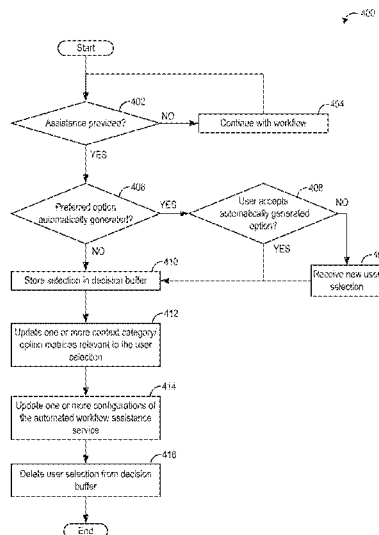 400
Start
402
Assistance provided?
NO
404
Continue with workflow
YES
406
Preferred option
automatically generated?
YES
408
User accepts
automatically generated
option?
NO
NO
YES
410
Store selection in decision buffer
Receive new user
selection
412
Update one or more context category/
option matrices relevant to the user
selection
414
Update one or more configurations of
the automated workflow assistance
service
416
Delete user selection from decision
buffer
End